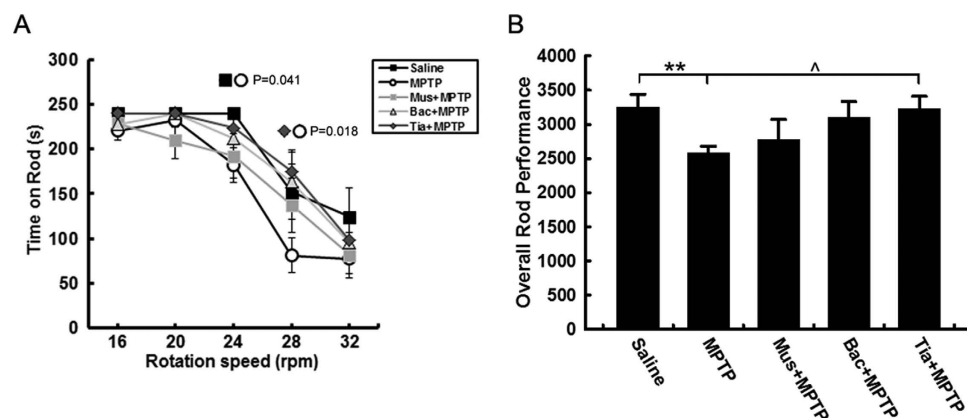 A
300
250
200
150
100
50
0
Time on Rod (s)
16 20 24 28 32
Rotation speed (rpm)
P=0.041
P=0.018
Saline
MPTP
Mus+MPTP
Bac+MPTP
Tia+MPTP
B
4000
3500
3000
2500
2000
1500
1000
500
0
Overall Rod Performance
** ^
Saline
MPTP
Mus+MPTP
Bac+MPTP
Tia+MPTP